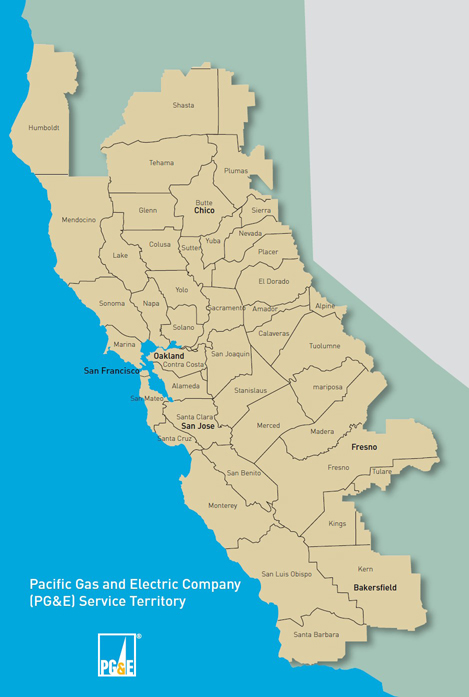 Shasta
Humboldt
Tehama
Plumas
Butte
Chico
Glenn
Sierra
Mendocino
Nevada
Colusa
Sutter
Yuba
Lake
Placer
El Dorado
Yolo
Sonoma
Napa
Sacramento
Amador
Alpine
Solano
Calaveras
Marina
Tuolumne
Oakland
San Joaquin
Contra Costa
San Francisco
Alameda
mariposa
Stanislaus
San Mateo
Santa Clara
San Jose
Merced
Madera
Santa Cruz
Fresno
Fresno
Tulare
San Benito
Monterey
Kings
Kern
San Luis Obispo
Bakersfield
Pacific Gas and Electric Company
(PG&E) Service Territory
Santa Barbara
PG&E
®